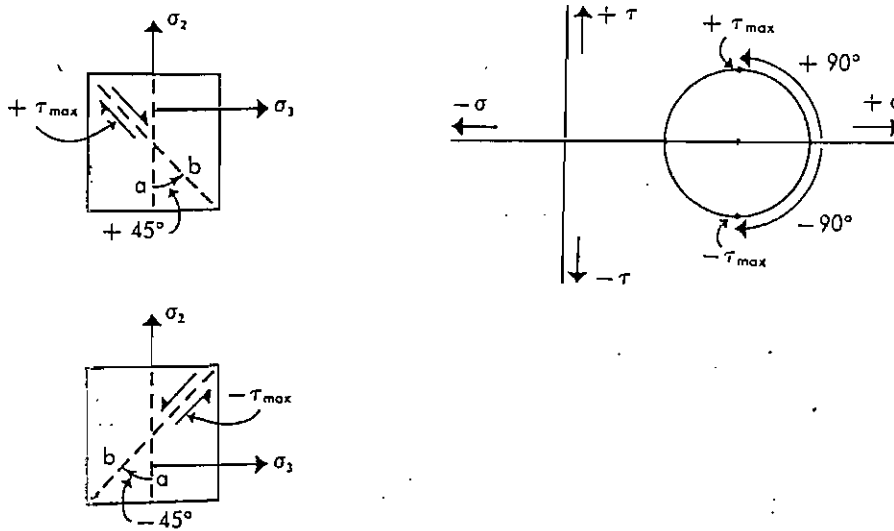 σ₂
σ₃
+ τmax
a
b
+ 45°
+ τ
+ τmax
+ 90°
− σ
+ σ
− 90°
− τmax
− τ
σ₂
− τmax
b
a
σ₃
− 45°